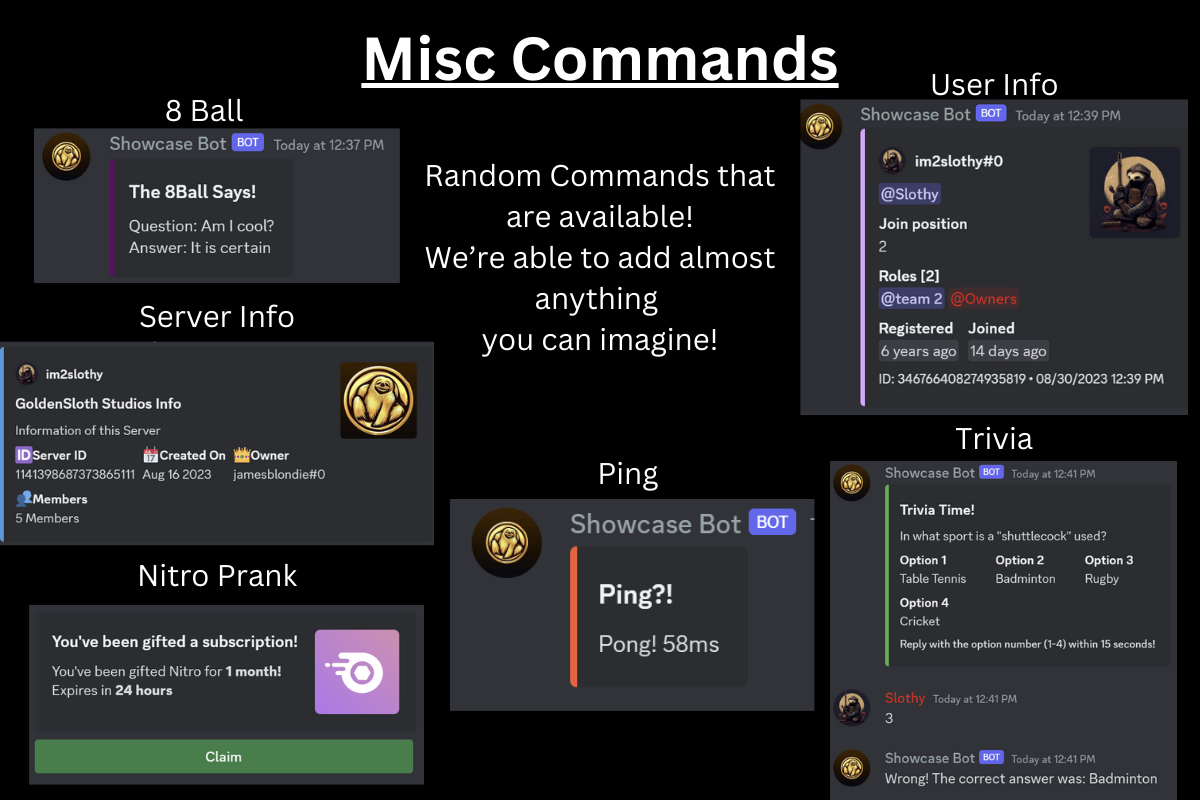 Misc Commands
8 Ball
Showcase Bot BOT Today at 12:37 PM
The 8Ball Says!
Question: Am I cool?
Answer: It is certain
Random Commands that
are available!
We're able to add almost
anything
you can imagine!
User Info
Showcase Bot BOT Today at 12:39 PM
im2slothy#0
@Slothy
Join position
2
Roles [2]
@team 2 @Owners
Registered Joined
6 years ago 14 days ago
ID: 346766408274935819 • 08/30/2023 12:39 PM
Server Info
im2slothy
GoldenSloth Studios Info
Information of this Server
ID Server ID 17 Created On Owner
1141398687373865111 Aug 16 2023 jamesblondie#0
Members
5 Members
Nitro Prank
You've been gifted a subscription!
You've been gifted Nitro for 1 month!
Expires in 24 hours
Claim
Ping
Showcase Bot BOT
Ping?!
Pong! 58ms
Trivia
Showcase Bot BOT Today at 12:41 PM
Trivia Time!
In what sport is a "shuttlecock" used?
Option 1 Option 2 Option 3
Table Tennis Badminton Rugby
Option 4
Cricket
Reply with the option number (1-4) within 15 seconds!
Slothy Today at 12:41 PM
3
Showcase Bot BOT Today at 12:41 PM
Wrong! The correct answer was: Badminton